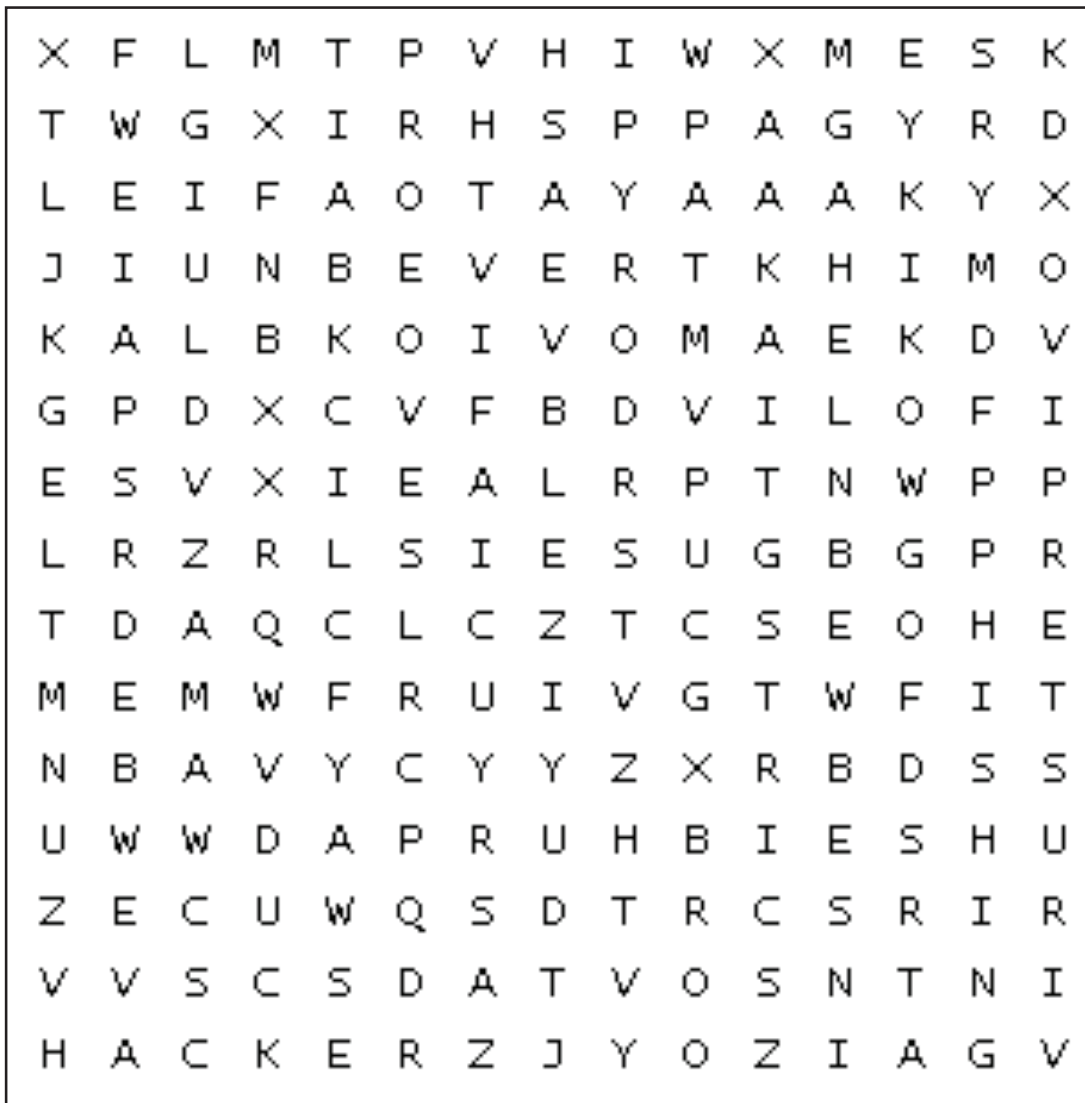 X F L M T P V H I W X M E S K
T W G X I R H S P P A G Y R D
L E I F A O T A Y A A A K Y X
J I U N B E V E R T K H I M O
K A L B K O I V O M A E K D V
G P D X C V F B D V I L O F I
E S V X I E A L R P T N W P P
L R Z R L S I E S U G B G P R
T D A Q C L C Z T C S E O H E
M E M W F R U I V G T W F I T
N B A V Y C Y Y Z X R B D S S
U W W D A P R U H B I E S H U
Z E C U W Q S D T R C S R I R
V V S C S D A T V O S N T N I
H A C K E R Z J Y O Z I A G V